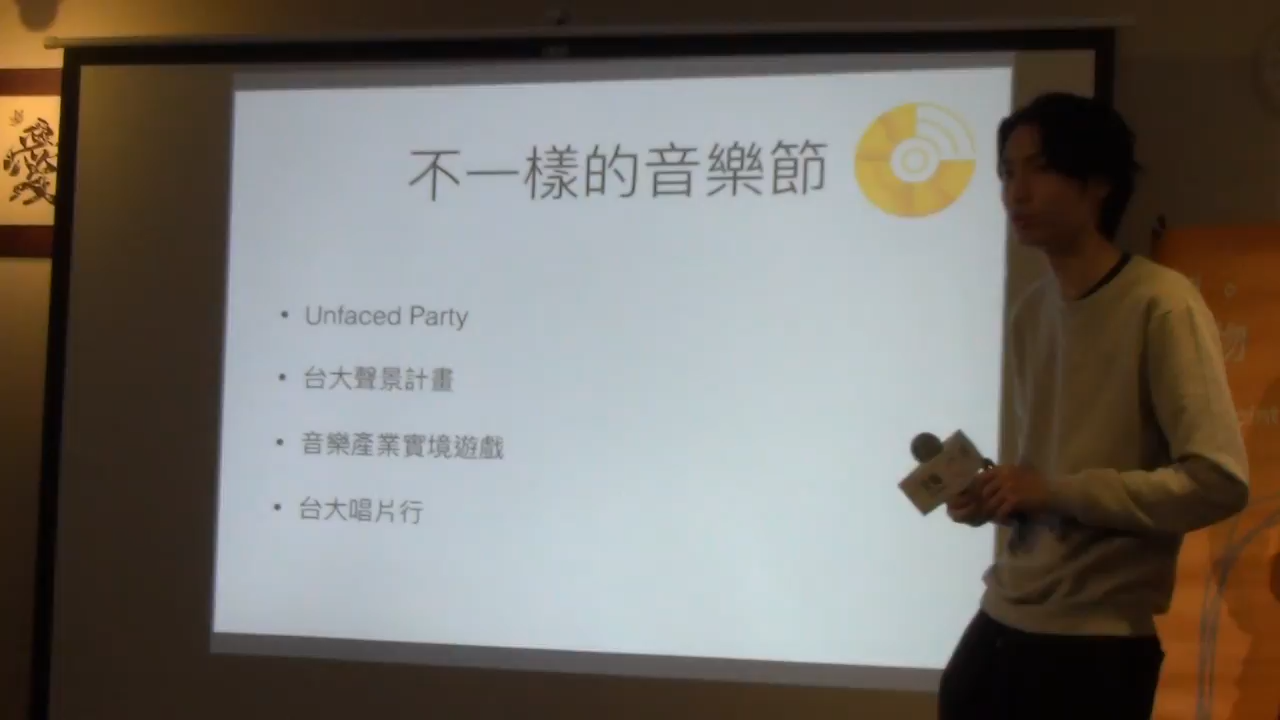 不一樣的音樂節
• Unfaced Party
• 台大聲景計畫
• 音樂產業實境遊戲
• 台大唱片行